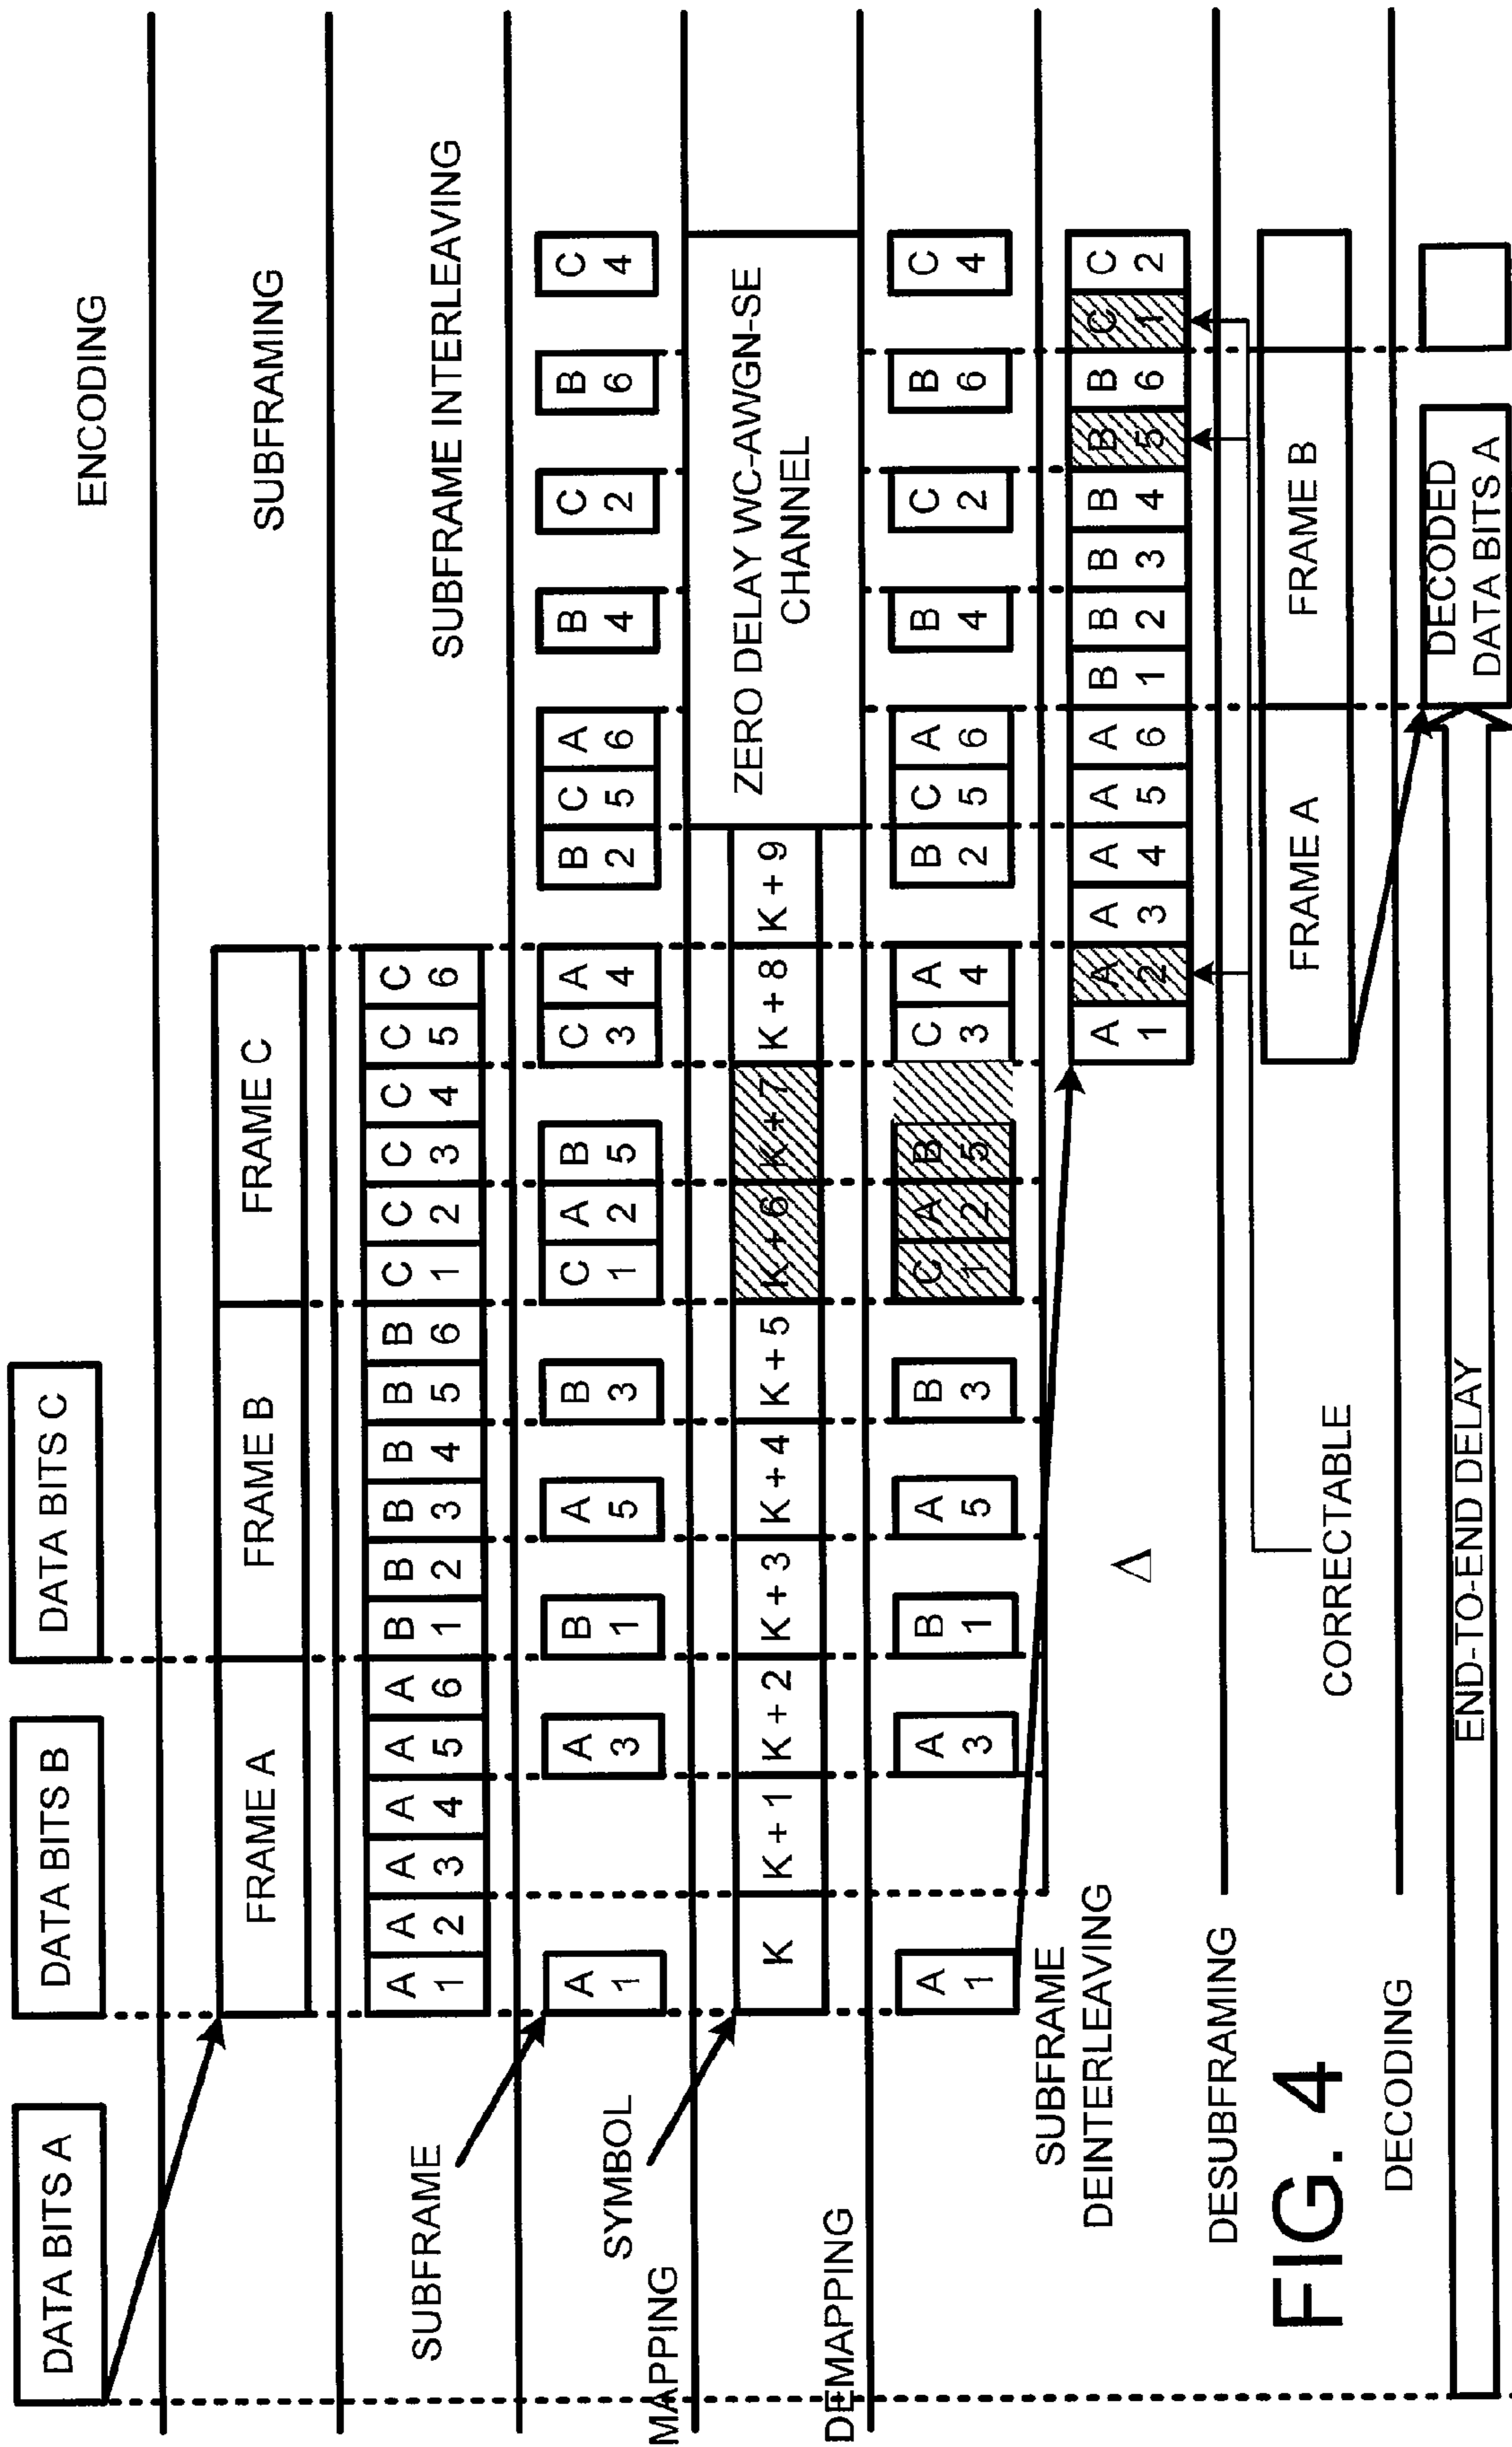 DATA BITS A
DATA BITS B
DATA BITS C
ENCODING
FRAME A
FRAME B
FRAME C
SUBFRAMING
A 1
A 2
A 3
A 4
A 5
A 6
B 1
B 2
B 3
B 4
B 5
B 6
C 1
C 2
C 3
C 4
C 5
C 6
SUBFRAME INTERLEAVING
SUBFRAME
A 1
A 3
B 1
A 5
B 3
C 1
A 2
B 5
C 3
A 4
B 2
C 5
A 6
B 4
C 2
B 6
C 4
SYMBOL
MAPPING
K
K + 1
K + 2
K + 3
K + 4
K + 5
K + 6
K + 7
K + 8
K + 9
ZERO DELAY WC-AWGN-SE
CHANNEL
DEMAPPING
A 1
A 3
B 1
A 5
B 3
C 1
A 2
B 5
C 3
A 4
B 2
C 5
A 6
B 4
C 2
B 6
C 4
SUBFRAME
DEINTERLEAVING
Δ
A 1
A 2
A 3
A 4
A 5
A 6
B 1
B 2
B 3
B 4
B 5
B 6
C 1
C 2
DESUBFRAMING
CORRECTABLE
FRAME A
FRAME B
FIG. 4
DECODING
END-TO-END DELAY
DECODED
DATA BITS A